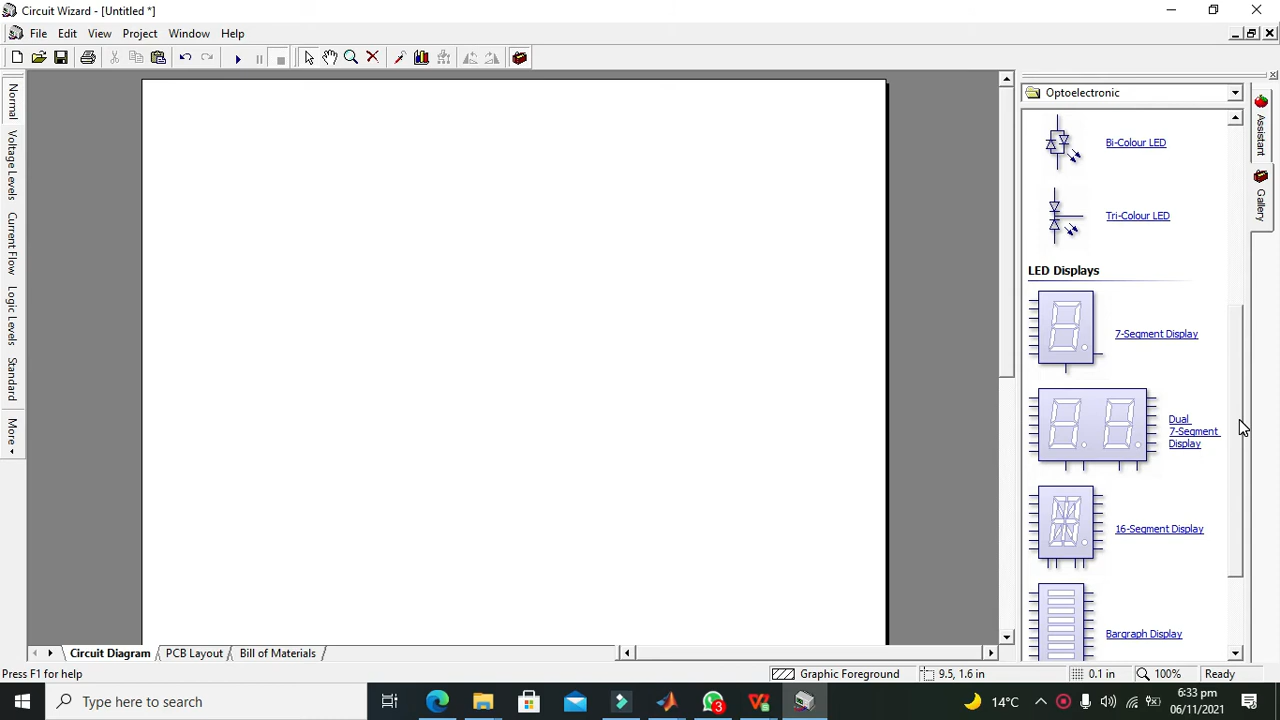 Circuit Wizard - [Untitled *]
File Edit View Project Window Help
Normal
Voltage Levels
Current Flow
Logic Levels
Standard
More
Optoelectronic
Bi-Colour LED
Tri-Colour LED
LED Displays
7-Segment Display
Dual
7-Segment
Display
16-Segment Display
Bargraph Display
Assistant
Gallery
Circuit Diagram PCB Layout Bill of Materials
Press F1 for help Graphic Foreground 9.5, 1.6 in 0.1 in 100% Ready
Type here to search 3 14°C 6:33 pm
06/11/2021